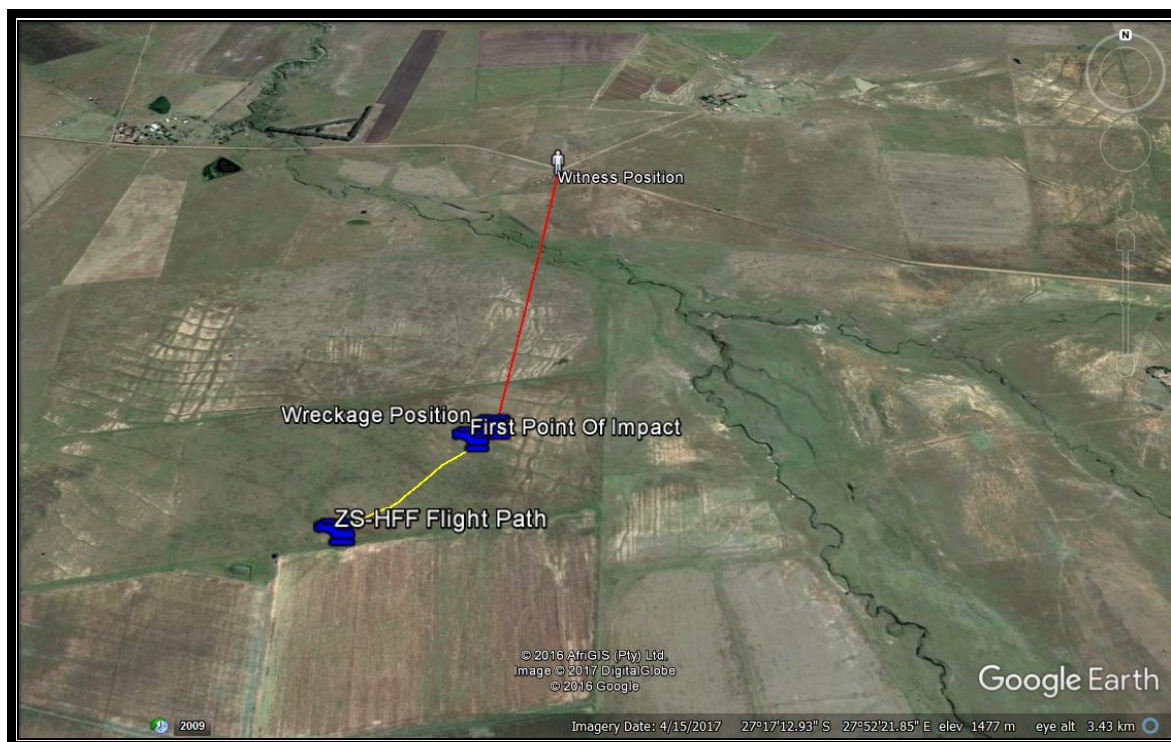 N
Witness Position
Wreckage Position
First Point Of Impact
ZS-HFF Flight Path
© 2016 AfriGIS (Pty) Ltd.
Image © 2017 DigitalGlobe
© 2016 Google
Google Earth
2009
Imagery Date: 4/15/2017 27°17'12.93" S 27°52'21.85" E elev 1477 m eye alt 3.43 km